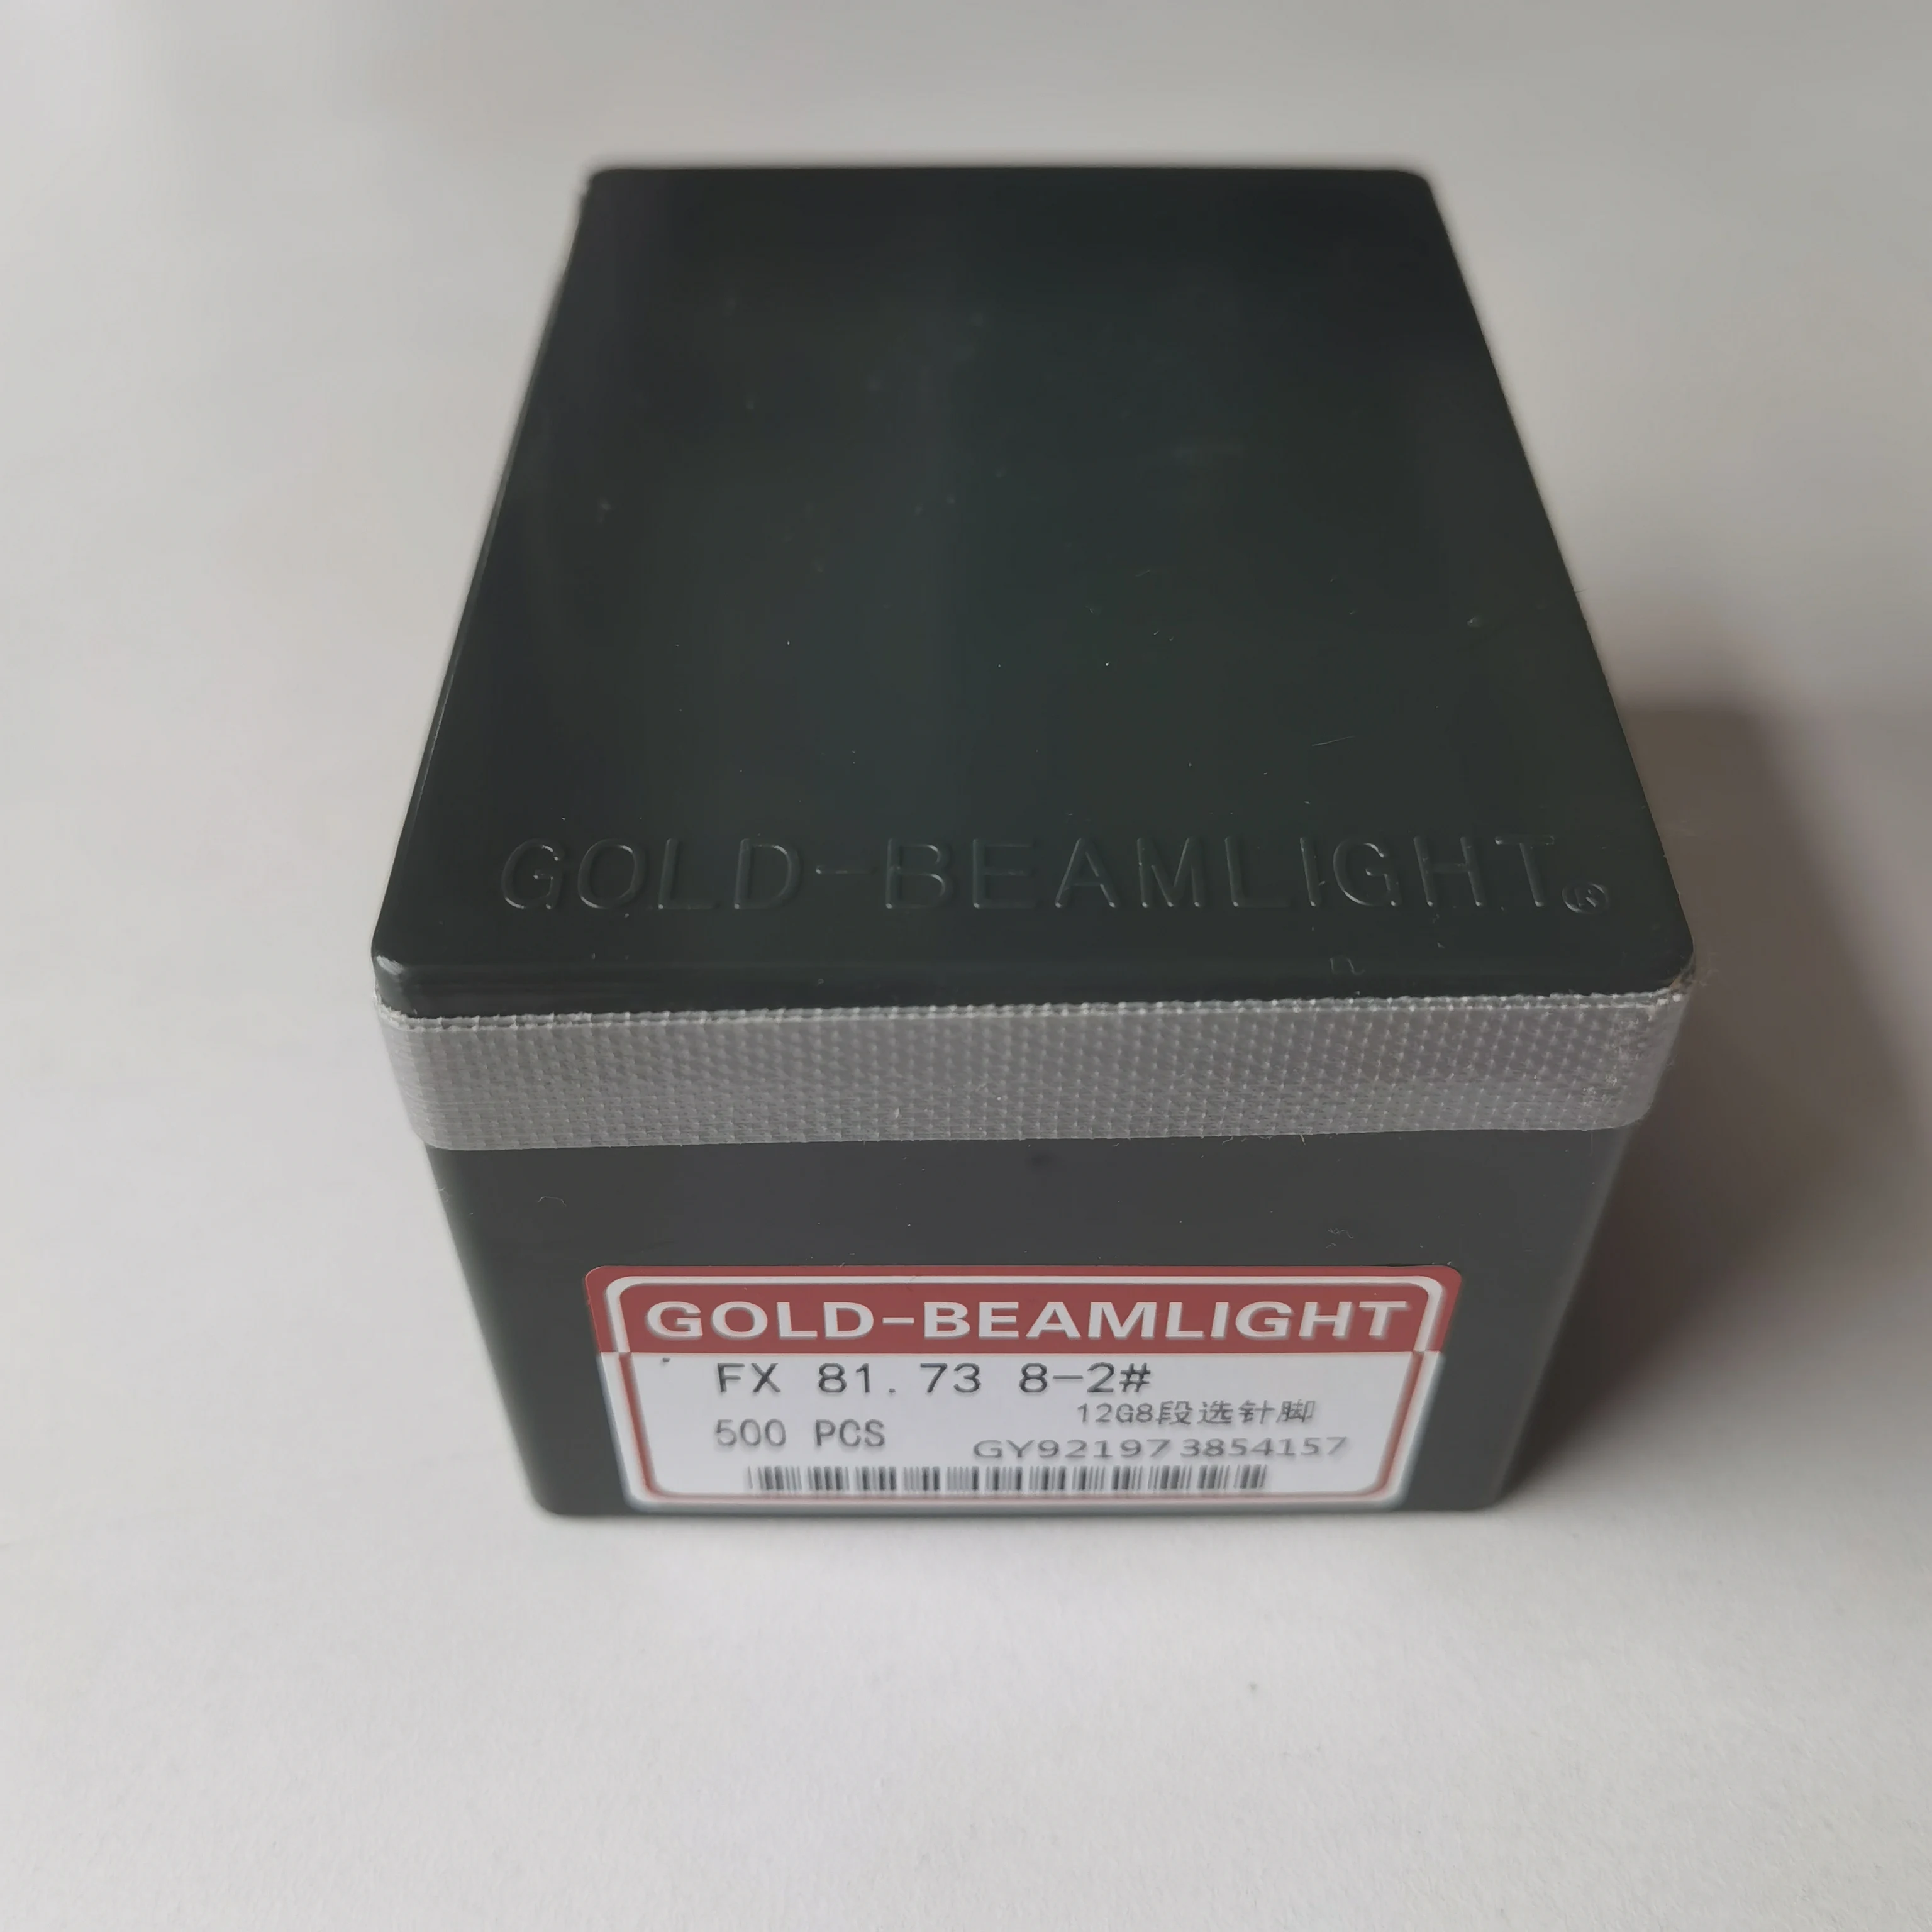 GOLD-BEAMLIGHT®
GOLD-BEAMLIGHT
FX 81.73 8-2#
12G8段选针脚
500 PCS
GY921973854157